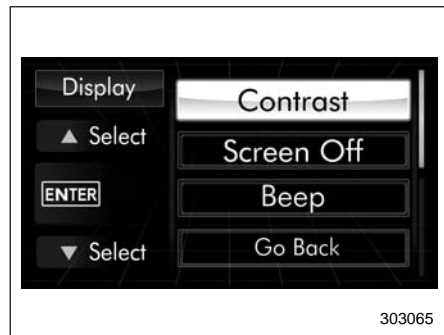 Display
Contrast
▲ Select
Screen Off
ENTER
Beep
▼ Select
Go Back
303065